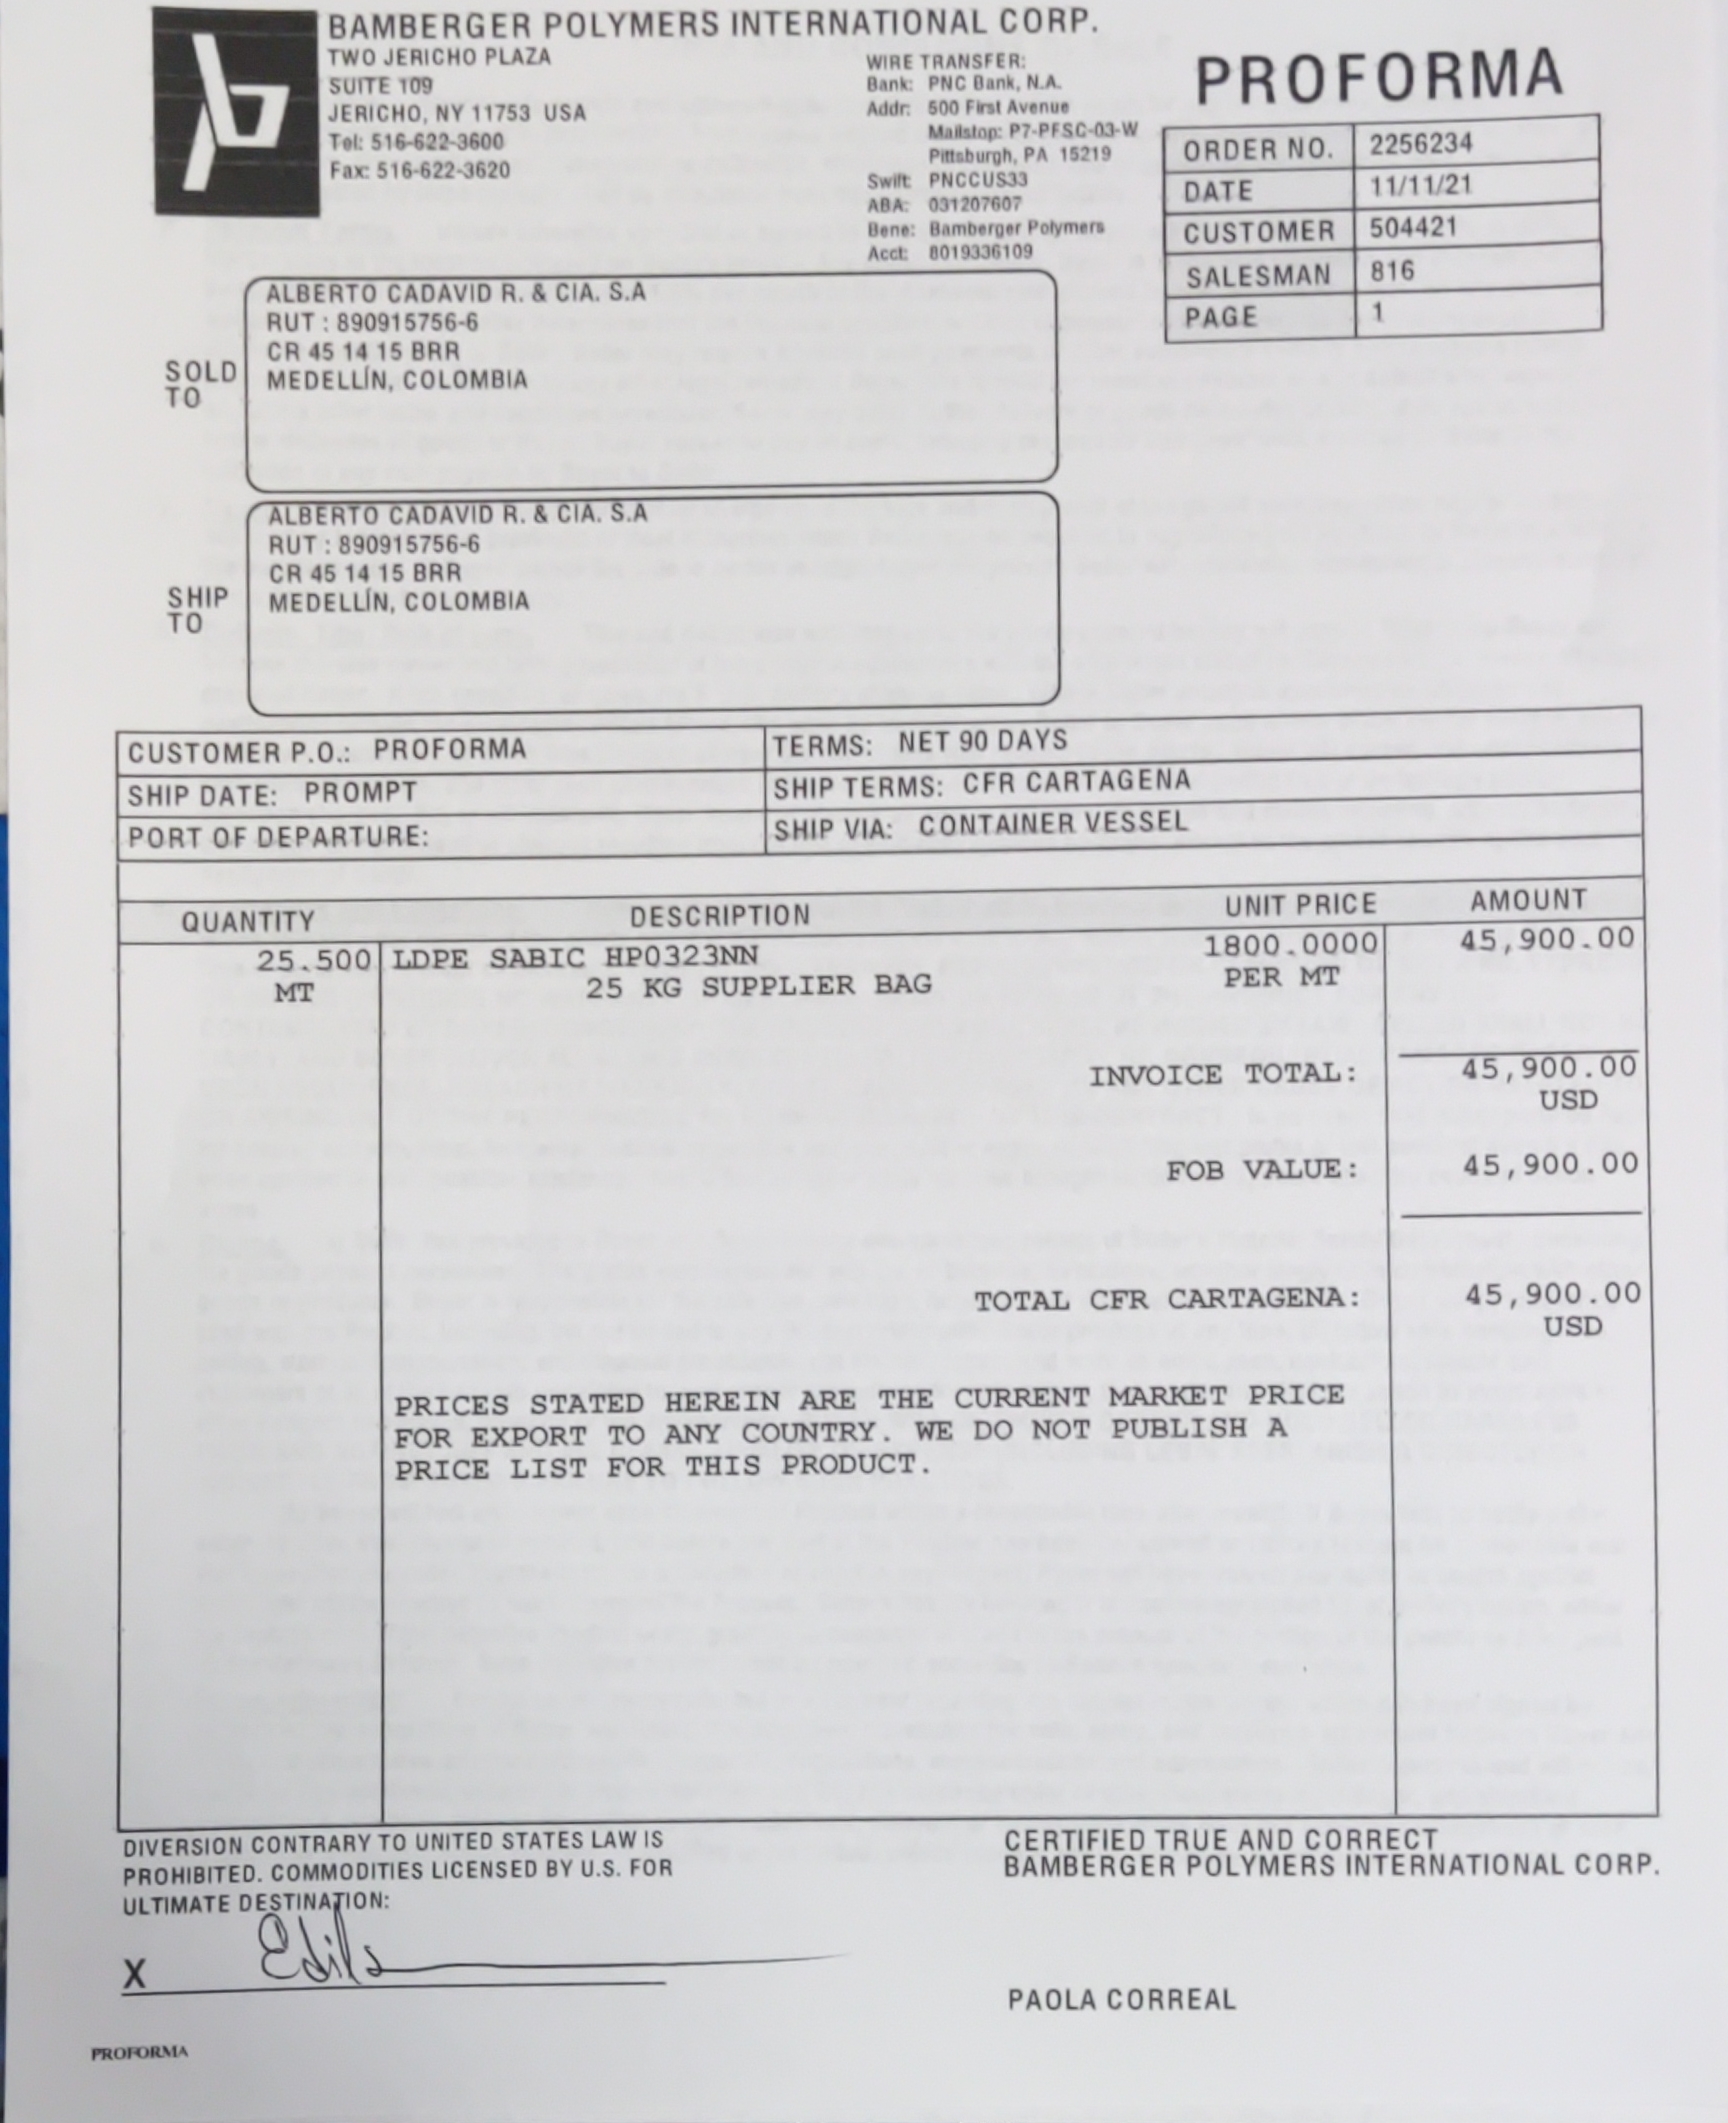 BAMBERGER POLYMERS INTERNATIONAL CORP.
TWO JERICHO PLAZA
SUITE 109
JERICHO, NY 11753 USA
Tel: 516-622-3600
Fax: 516-622-3620
WIRE TRANSFER:
Bank: PNC Bank, N.A.
Addr: 500 First Avenue
Mailstop: P7-PFSC-03-W
Pittsburgh, PA 15219
Swift: PNCCUS33
ABA: 031207607
Bene: Bamberger Polymers
Acct: 8019336109
PROFORMA
ORDER NO. 2256234
DATE 11/11/21
CUSTOMER 504421
SALESMAN 816
PAGE 1
SOLD TO
ALBERTO CADAVID R. & CIA. S.A
RUT : 890915756-6
CR 45 14 15 BRR
MEDELLÍN, COLOMBIA
SHIP TO
ALBERTO CADAVID R. & CIA. S.A
RUT : 890915756-6
CR 45 14 15 BRR
MEDELLÍN, COLOMBIA
CUSTOMER P.O.: PROFORMA TERMS: NET 90 DAYS
SHIP DATE: PROMPT SHIP TERMS: CFR CARTAGENA
PORT OF DEPARTURE: SHIP VIA: CONTAINER VESSEL
QUANTITY DESCRIPTION UNIT PRICE AMOUNT
25.500 LDPE SABIC HP0323NN 1800.0000 45,900.00
MT 25 KG SUPPLIER BAG PER MT
INVOICE TOTAL: 45,900.00
USD
FOB VALUE: 45,900.00
TOTAL CFR CARTAGENA: 45,900.00
USD
PRICES STATED HEREIN ARE THE CURRENT MARKET PRICE
FOR EXPORT TO ANY COUNTRY. WE DO NOT PUBLISH A
PRICE LIST FOR THIS PRODUCT.
DIVERSION CONTRARY TO UNITED STATES LAW IS
PROHIBITED. COMMODITIES LICENSED BY U.S. FOR
ULTIMATE DESTINATION:
X
CERTIFIED TRUE AND CORRECT
BAMBERGER POLYMERS INTERNATIONAL CORP.
PAOLA CORREAL
PROFORMA